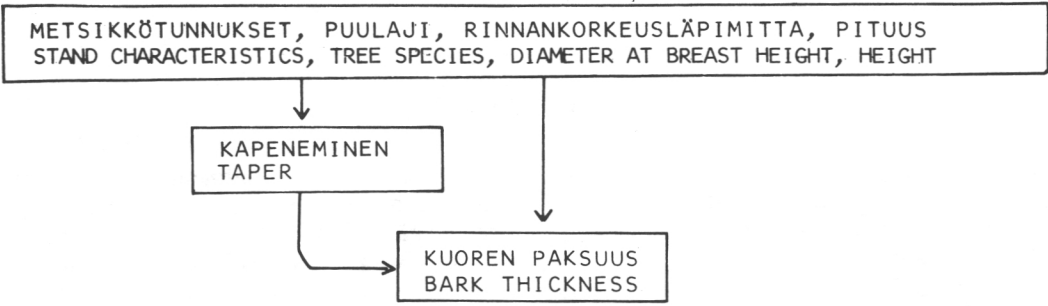 METSIKKÖTUNNUKSET, PUULAJI, RINNANKORKEUSLÄPIMITTA, PITUUS
STAND CHARACTERISTICS, TREE SPECIES, DIAMETER AT BREAST HEIGHT, HEIGHT
KAPENEMINEN
TAPER
KUOREN PAKSUUS
BARK THICKNESS